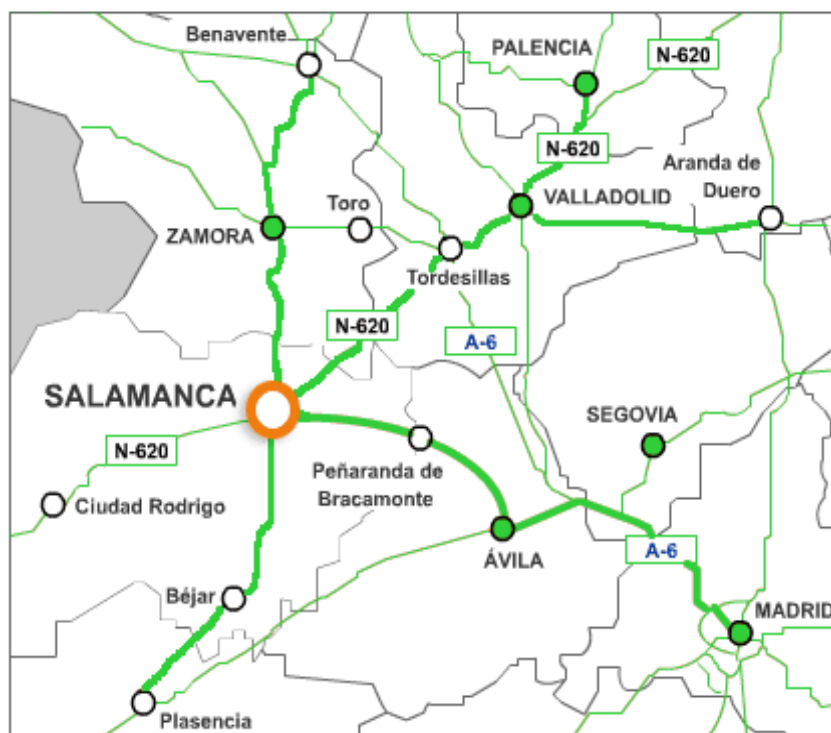 Benavente
PALENCIA
N-620
N-620
Aranda de
Duero
Toro
VALLADOLID
ZAMORA
Tordesillas
N-620
A-6
SALAMANCA
SEGOVIA
N-620
Peñaranda de
Bracamonte
Ciudad Rodrigo
ÁVILA
A-6
Béjar
MADRID
Plasencia